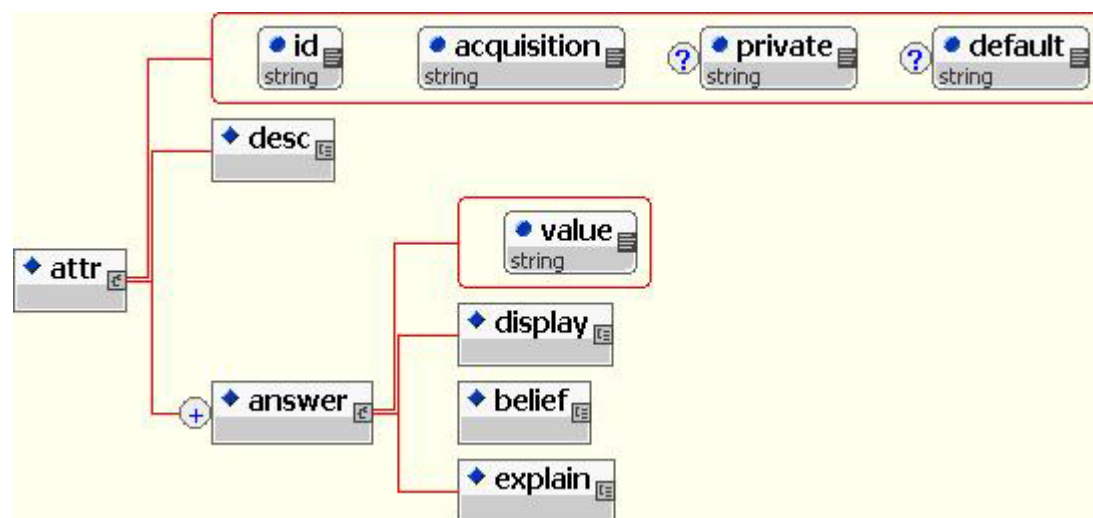 id
string
acquisition
string
?
private
string
?
default
string
desc
value
string
attr
display
+
answer
belief
explain